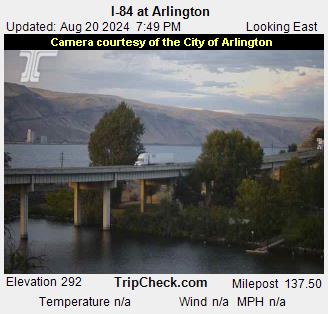 I-84 at Arlington
Updated: Aug 20 2024 7:49 PM Looking East
Camera courtesy of the City of Arlington
Elevation 292 TripCheck.com Milepost 137.50
Temperature n/a Wind n/a MPH n/a